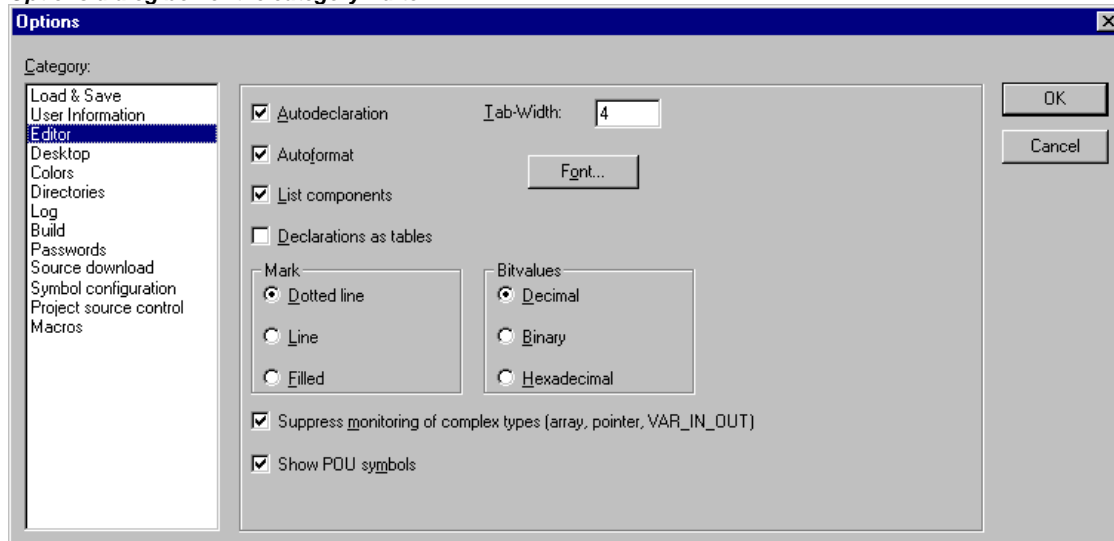 Options
Category:
Load & Save
User Information
Editor
Desktop
Colors
Directories
Log
Build
Passwords
Source download
Symbol configuration
Project source control
Macros
Autodeclaration
Tab-Width: 4
Autoformat
Font...
List components
Declarations as tables
Mark
Dotted line
Line
Filled
Bitvalues
Decimal
Binary
Hexadecimal
Suppress monitoring of complex types (array, pointer, VAR_IN_OUT)
Show POU symbols
OK
Cancel